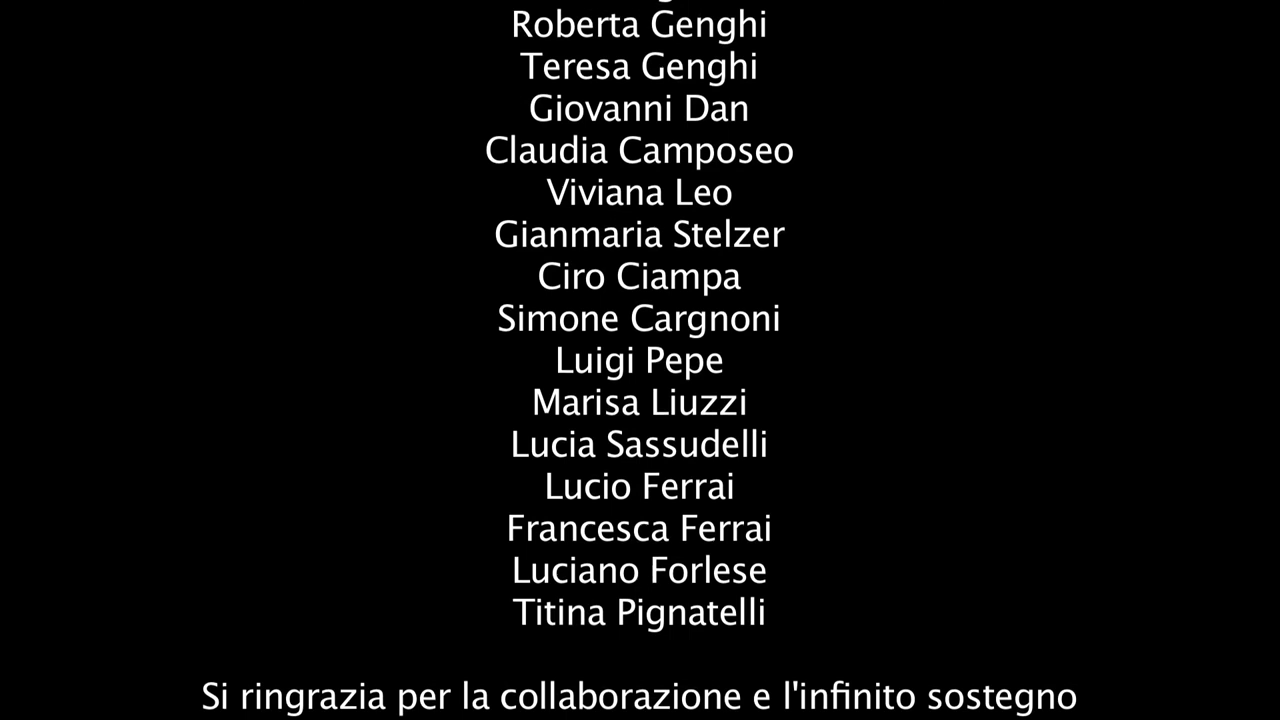 Roberta Genghi
Teresa Genghi
Giovanni Dan
Claudia Camposeo
Viviana Leo
Gianmaria Stelzer
Ciro Ciampa
Simone Cargnoni
Luigi Pepe
Marisa Liuzzi
Lucia Sassudelli
Lucio Ferrai
Francesca Ferrai
Luciano Forlese
Titina Pignatelli
Si ringrazia per la collaborazione e l'infinito sostegno